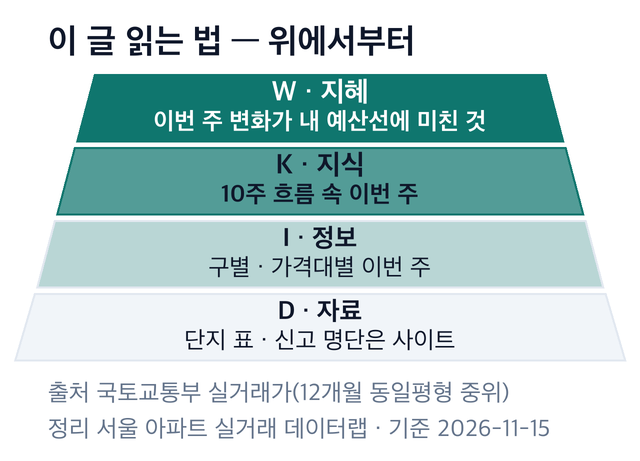 이 글 읽는 법 — 위에서부터
W · 지혜
이번 주 변화가 내 예산선에 미친 것
K · 지식
10주 흐름 속 이번 주
I · 정보
구별 · 가격대별 이번 주
D · 자료
단지 표 · 신고 명단은 사이트
출처 국토교통부 실거래가(12개월 동일평형 중위)
정리 서울 아파트 실거래 데이터랩 · 기준 2026-11-15